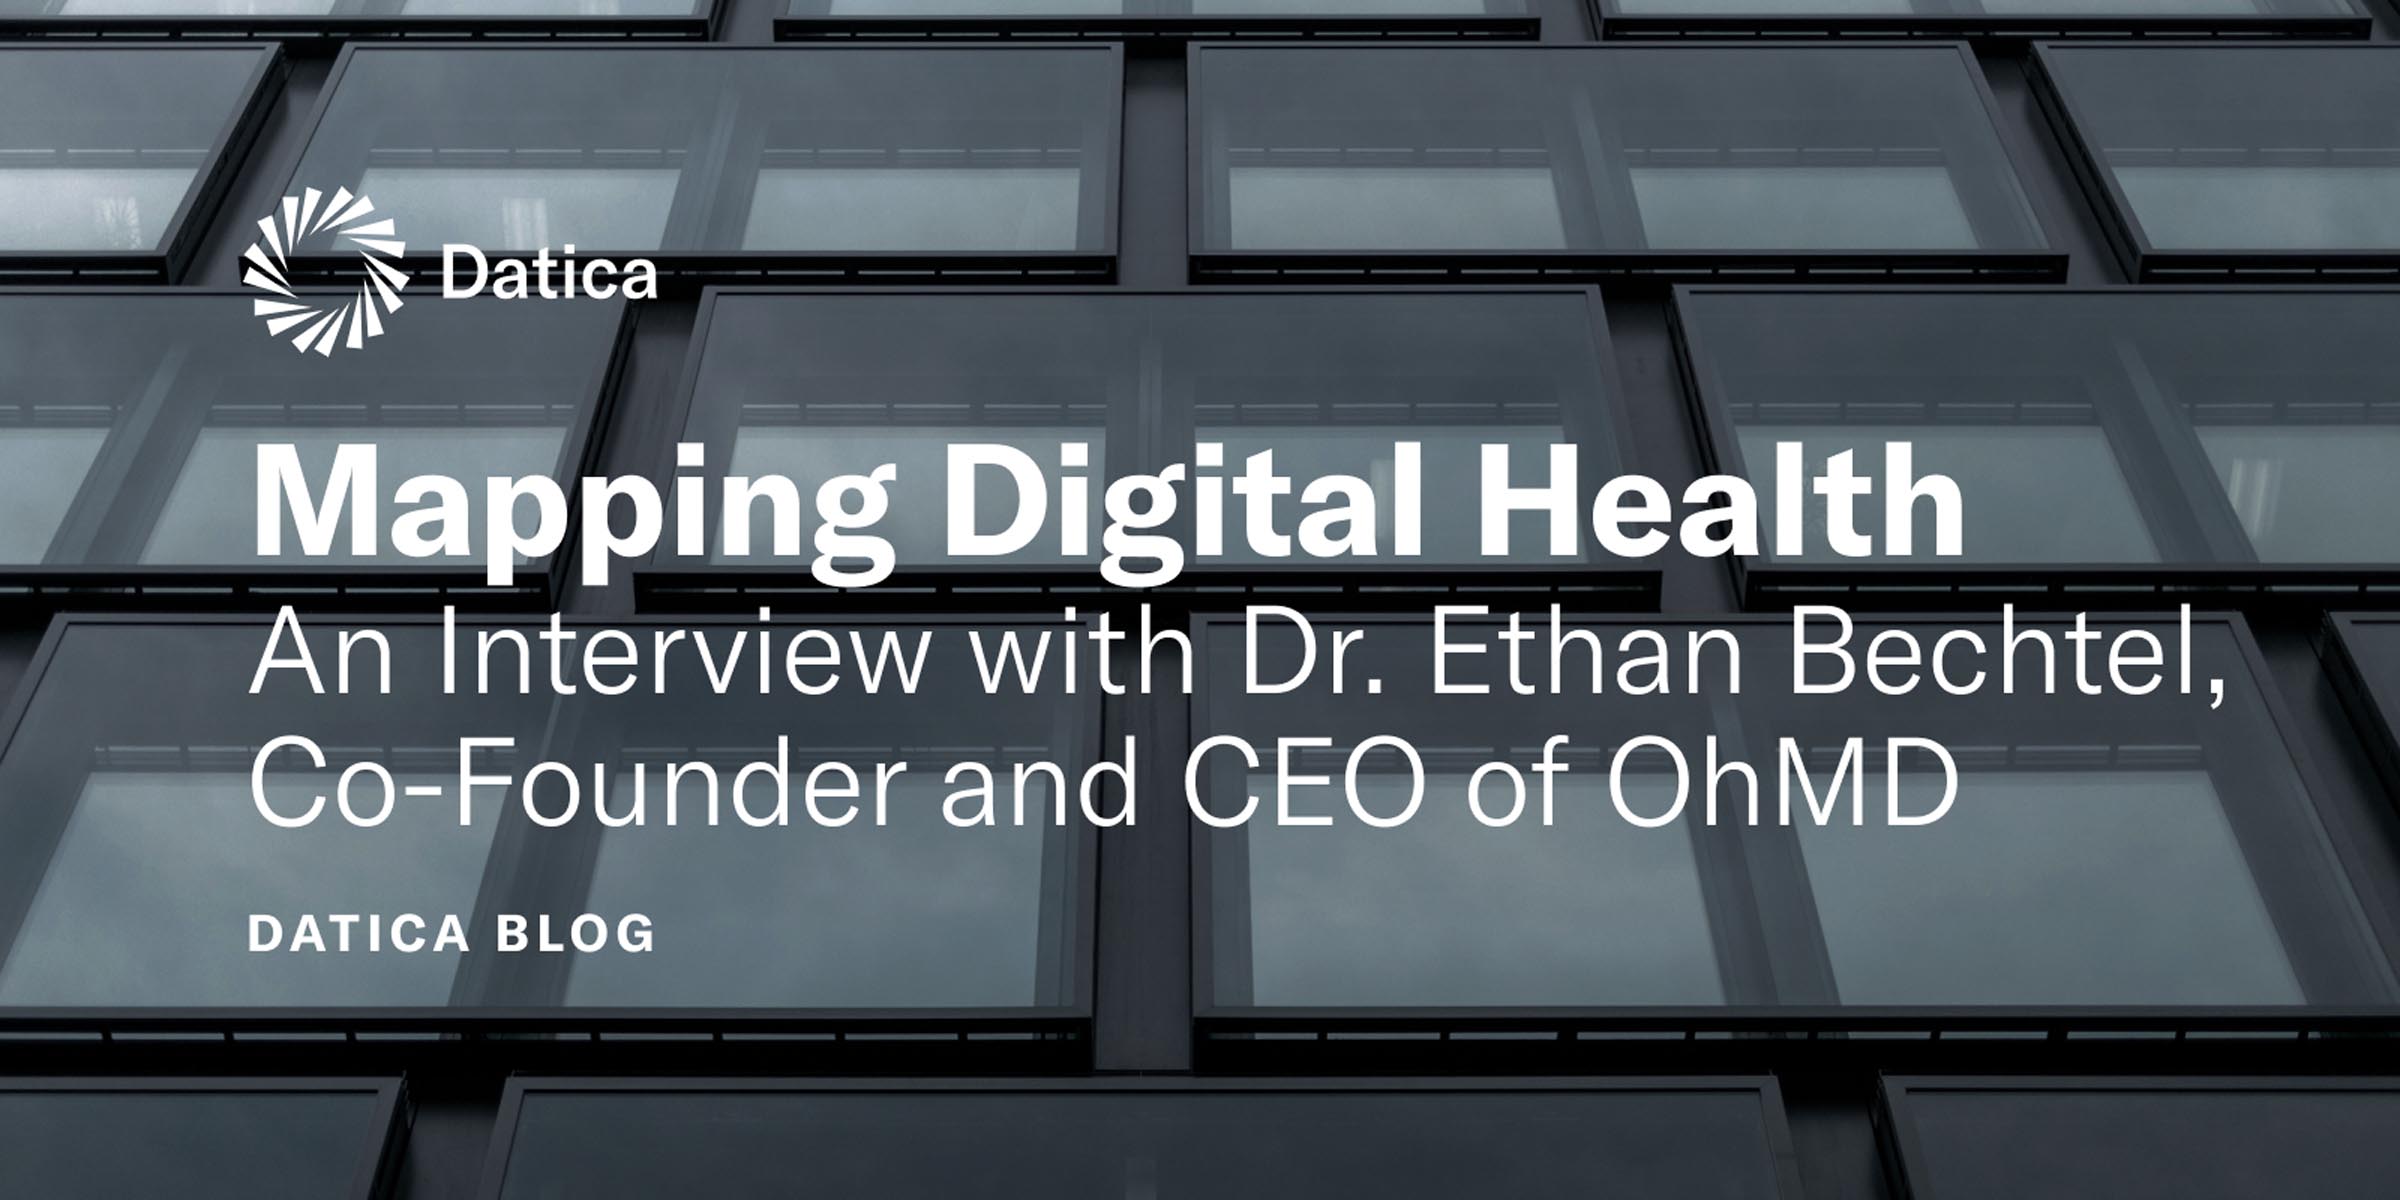 Datica
Mapping Digital Health
An Interview with Dr. Ethan Bechtel,
Co-Founder and CEO of OhMD
DATICA BLOG